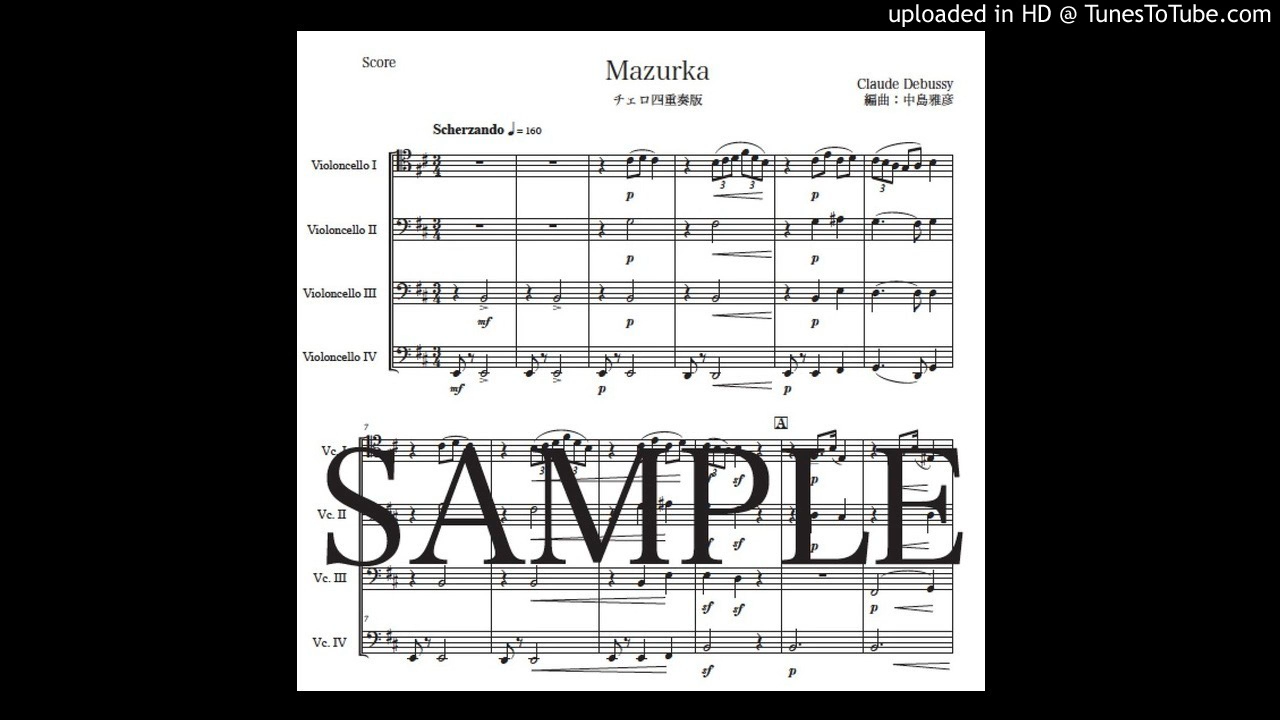 uploaded in HD @ TunesToTube.com
Score
Mazurka
チェロ四重奏版
Claude Debussy
編曲：中島雅彦
Scherzando ♩= 160
Violoncello I
3 3
p p
3
Violoncello II
p p
Violoncello III
mf p p
Violoncello IV
mf p p
A
7
Vc. I
3 3 3 sf p
SAMPLE
Vc. II
sf p
Vc. III
sf sf p
7
Vc. IV
sf p